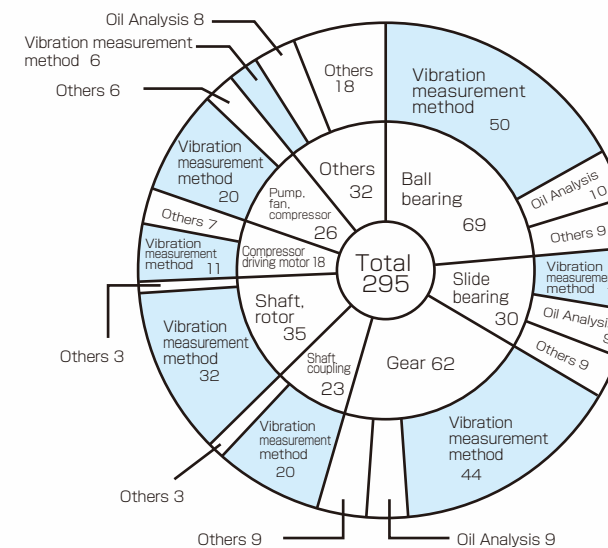 Oil Analysis 8
Vibration measurement
method 6
Others 6
Others
18
Vibration
measurement
method
50
Oil Analysis
10
Others 9
Vibration
method
Oil
Others 9
Vibration
measurement
method
44
Oil Analysis 9
Others 9
Vibration
measurement
method
20
Others 3
Vibration
measurement
method
32
Others 3
Vibration
measurement
method 11
Others 7
Vibration
measurement
method
20
Others
32
Ball
bearing
69
Slide
bearing
30
Gear 62
Shaft
coupling
23
Shaft,
rotor
35
Compressor
driving motor 18
Pump,
fan,
compressor
26
Total
295